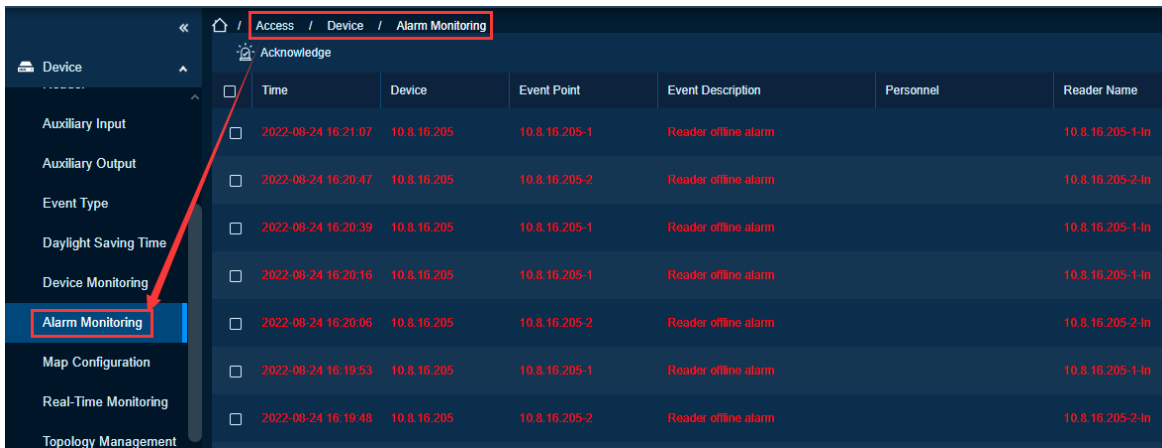 « / Access / Device / Alarm Monitoring
Acknowledge
Device
Time Device Event Point Event Description Personnel Reader Name
Auxiliary Input
2022-08-24 16:21:07 10.8.16.205 10.8.16.205-1 Reader offline alarm 10.8.16.205-1-In
Auxiliary Output
2022-08-24 16:20:47 10.8.16.205 10.8.16.205-2 Reader offline alarm 10.8.16.205-2-In
Event Type
2022-08-24 16:20:39 10.8.16.205 10.8.16.205-1 Reader offline alarm 10.8.16.205-1-In
Daylight Saving Time
2022-08-24 16:20:16 10.8.16.205 10.8.16.205-1 Reader offline alarm 10.8.16.205-1-In
Device Monitoring
Alarm Monitoring
2022-08-24 16:20:06 10.8.16.205 10.8.16.205-2 Reader offline alarm 10.8.16.205-2-In
Map Configuration
2022-08-24 16:19:53 10.8.16.205 10.8.16.205-1 Reader offline alarm 10.8.16.205-1-In
Real-Time Monitoring
2022-08-24 16:19:48 10.8.16.205 10.8.16.205-2 Reader offline alarm 10.8.16.205-2-In
Topology Management